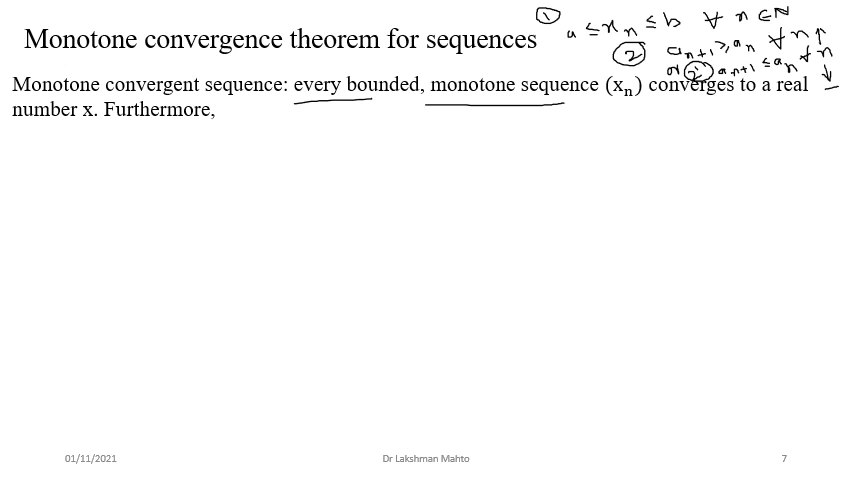 ① a ≤ xₙ ≤ b ∀ n ∈ ℕ
Monotone convergence theorem for sequences
② aₙ₊₁ ≥ aₙ ∀ n ↑
or ②' aₙ₊₁ ≤ aₙ ∀ n ↓
Monotone convergent sequence: every bounded, monotone sequence (xₙ) converges to a real
number x. Furthermore,
01/11/2021 Dr Lakshman Mahto 7